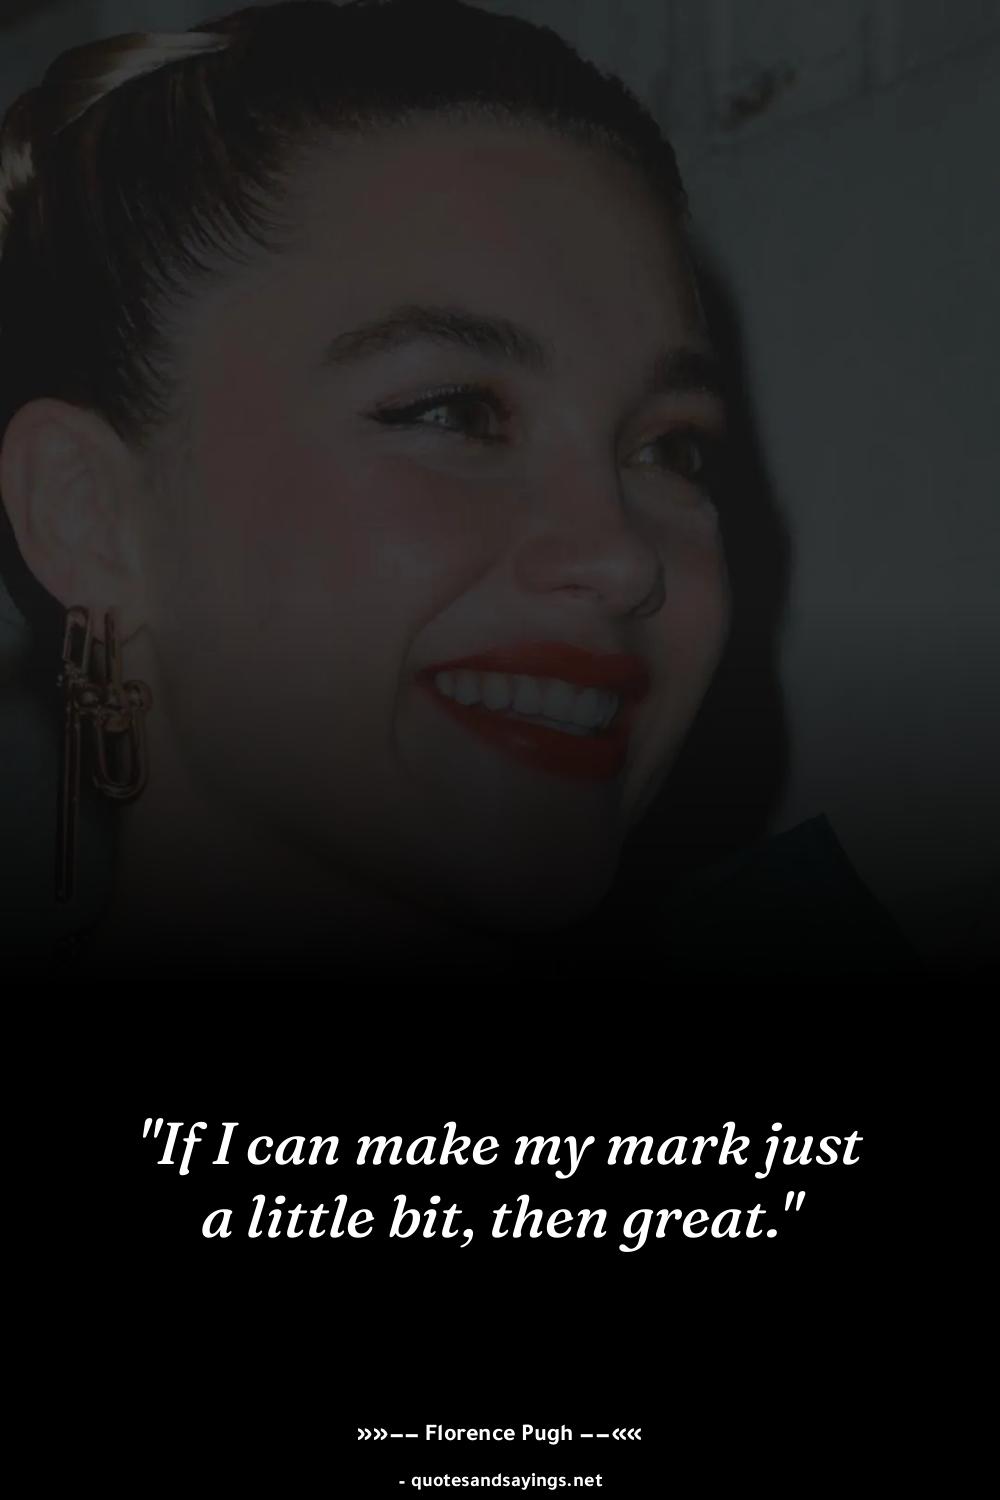 "If I can make my mark just
a little bit, then great."
»»–– Florence Pugh ––««
- quotesandsayings.net